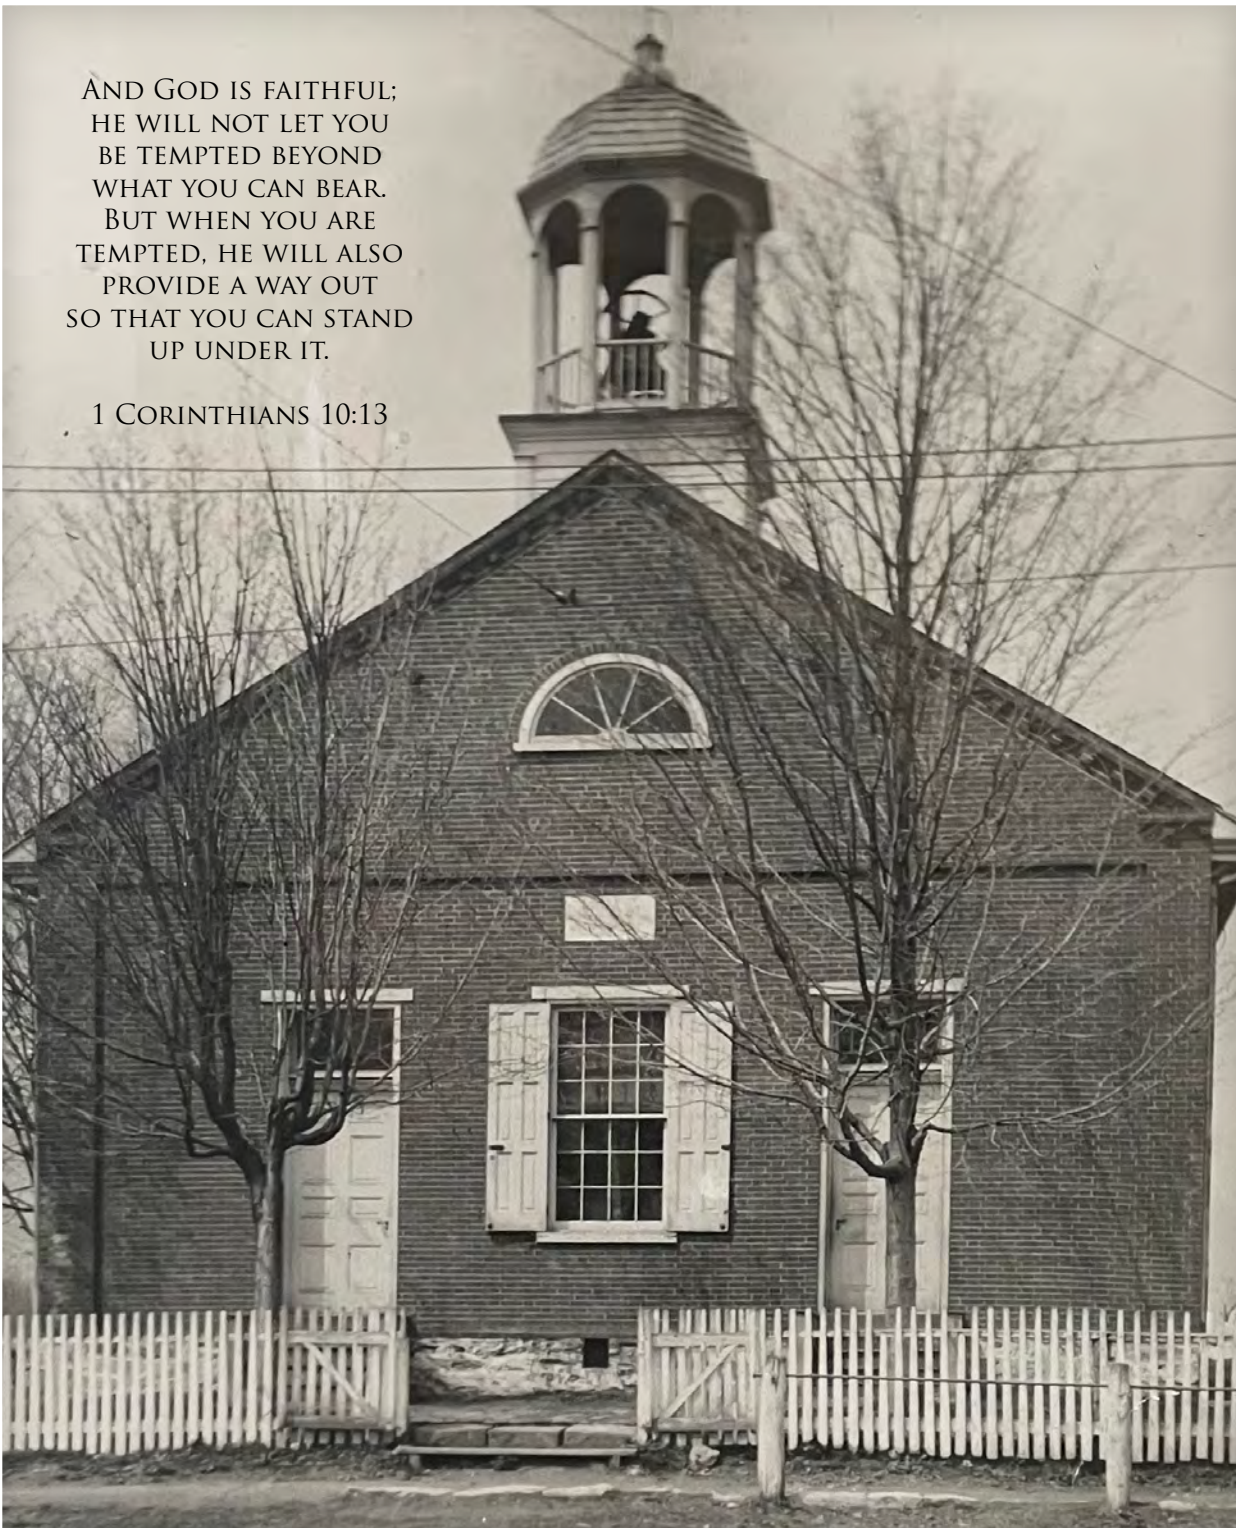 And God is faithful;
he will not let you
be tempted beyond
what you can bear.
But when you are
tempted, he will also
provide a way out
so that you can stand
up under it.
1 Corinthians 10:13